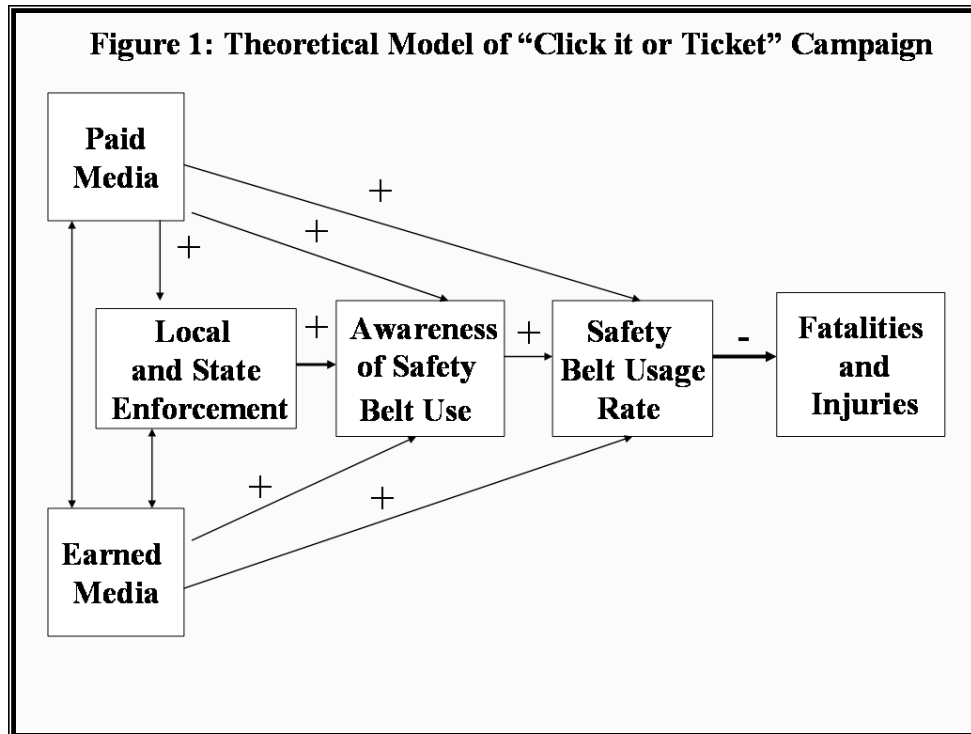 Figure 1: Theoretical Model of “Click it or Ticket” Campaign
Paid
Media
+
+
+
Local
and State
Enforcement
+
Awareness
of Safety
Belt Use
+
Safety
Belt Usage
Rate
-
Fatalities
and
Injuries
+
+
Earned
Media